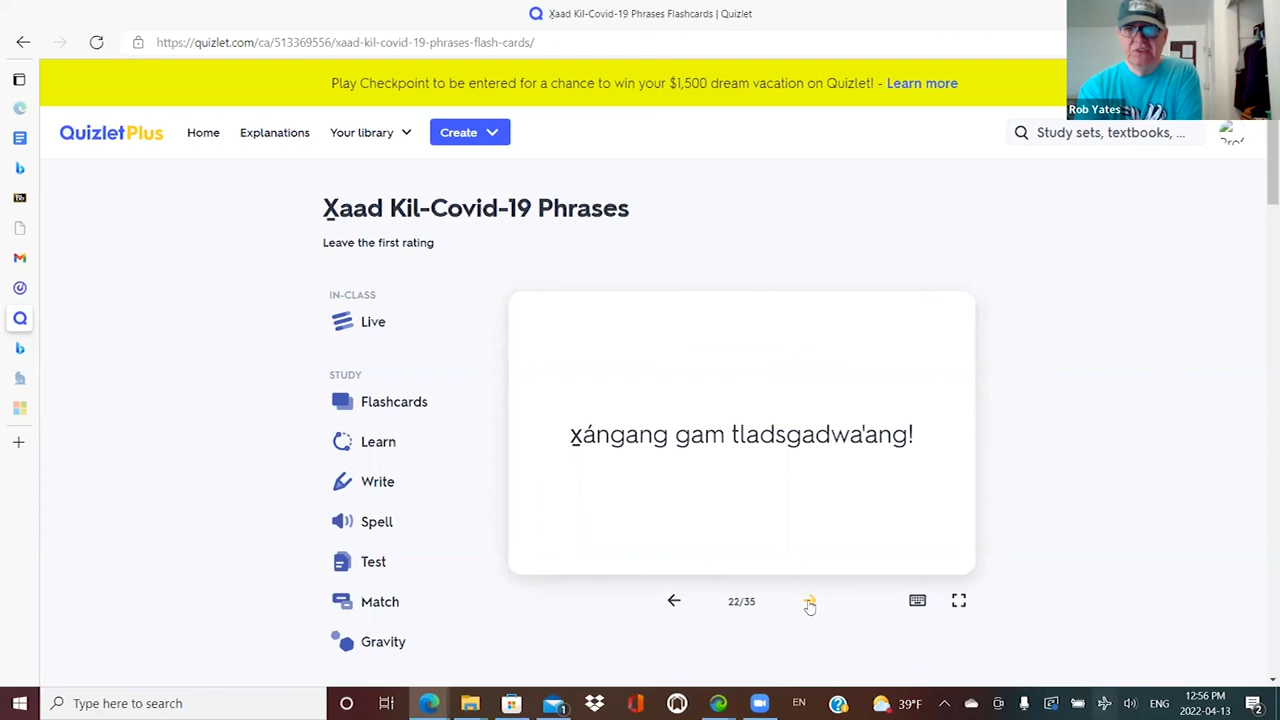 X̱aad Kil-Covid-19 Phrases Flashcards | Quizlet
https://quizlet.com/ca/513369556/xaad-kil-covid-19-phrases-flash-cards/
Play Checkpoint to be entered for a chance to win your $1,500 dream vacation on Quizlet! - Learn more
Rob Yates
QuizletPlus
Home
Explanations
Your library
Create
Study sets, textbooks, ...
X̱aad Kil-Covid-19 Phrases
Leave the first rating
IN-CLASS
Live
STUDY
Flashcards
Learn
Write
Spell
Test
Match
Gravity
x̱ángang gam tladsgadwa'ang!
22/35
Type here to search
EN
39°F
ENG
12:56 PM
2022-04-13